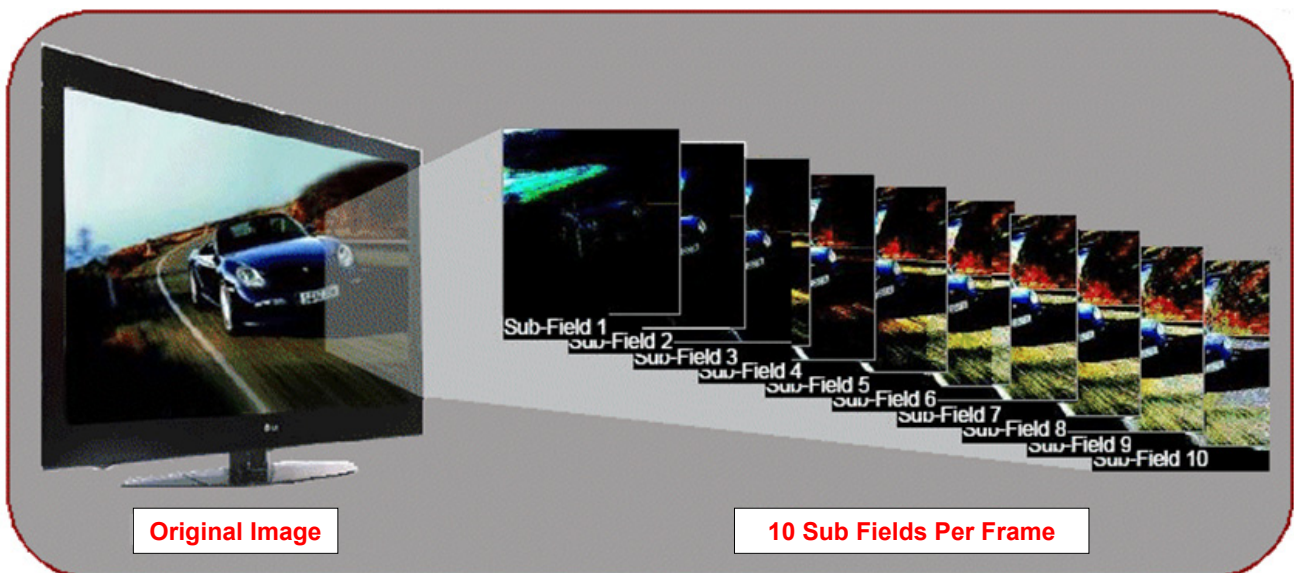 Sub-Field 1
Sub-Field 2
Sub-Field 3
Sub-Field 4
Sub-Field 5
Sub-Field 6
Sub-Field 7
Sub-Field 8
Sub-Field 9
Sub-Field 10
LG
Original Image
10 Sub Fields Per Frame